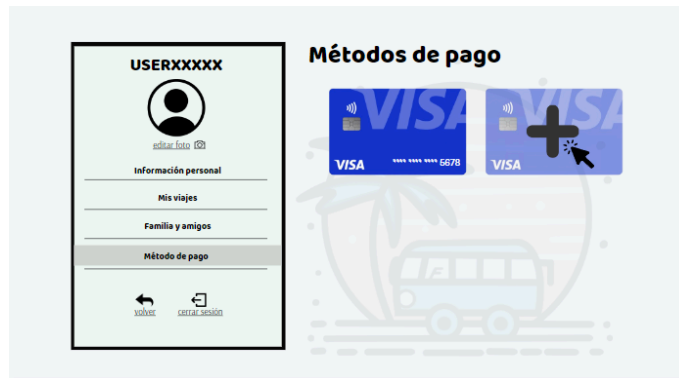 USERXXXXX
editar foto
Información personal
Mis viajes
Familia y amigos
Método de pago
volver
cerrar sesión
Métodos de pago
VISA
VISA
**** **** **** 5678
VISA
VISA
F